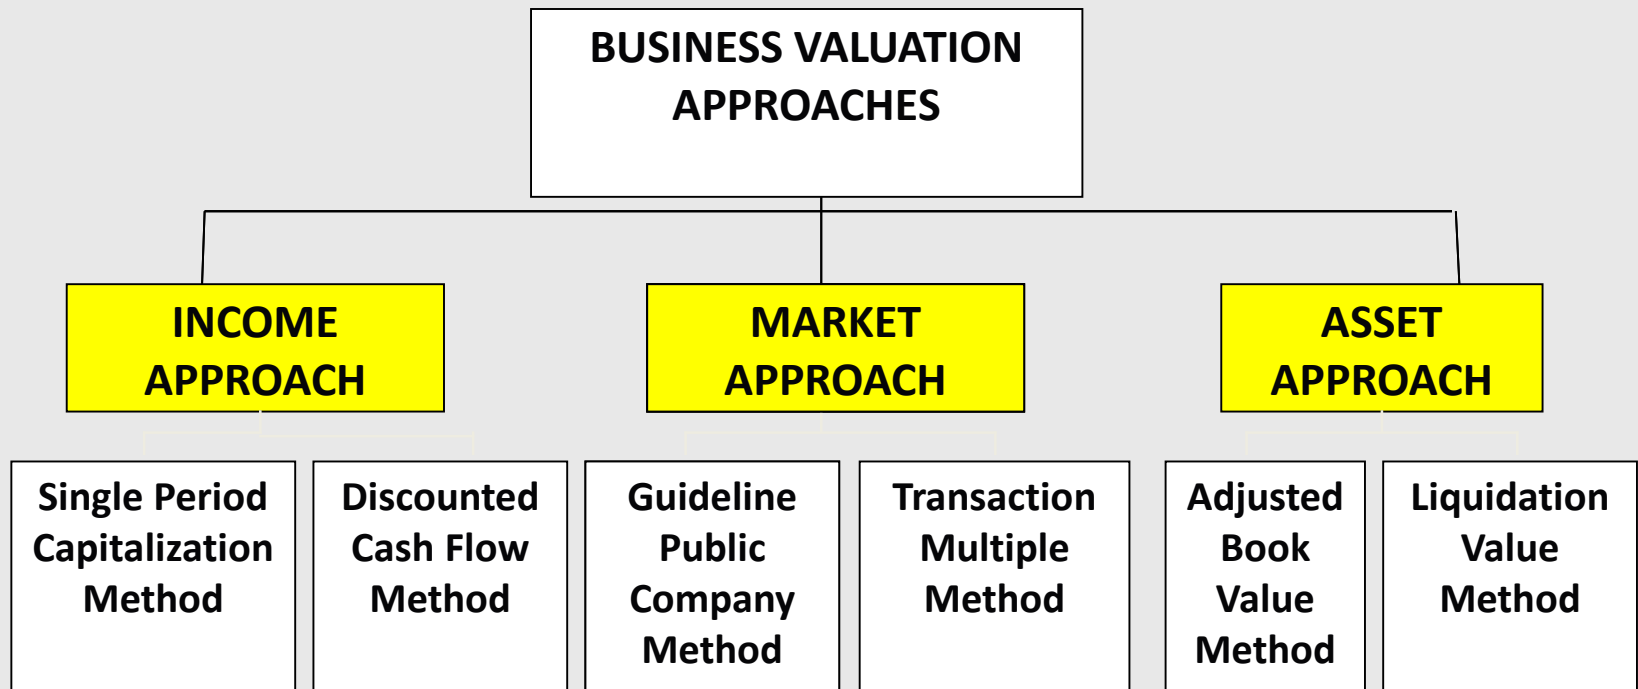 BUSINESS VALUATION
APPROACHES
INCOME
APPROACH
MARKET
APPROACH
ASSET
APPROACH
Single Period
Capitalization
Method
Discounted
Cash Flow
Method
Guideline
Public
Company
Method
Transaction
Multiple
Method
Adjusted
Book
Value
Method
Liquidation
Value
Method